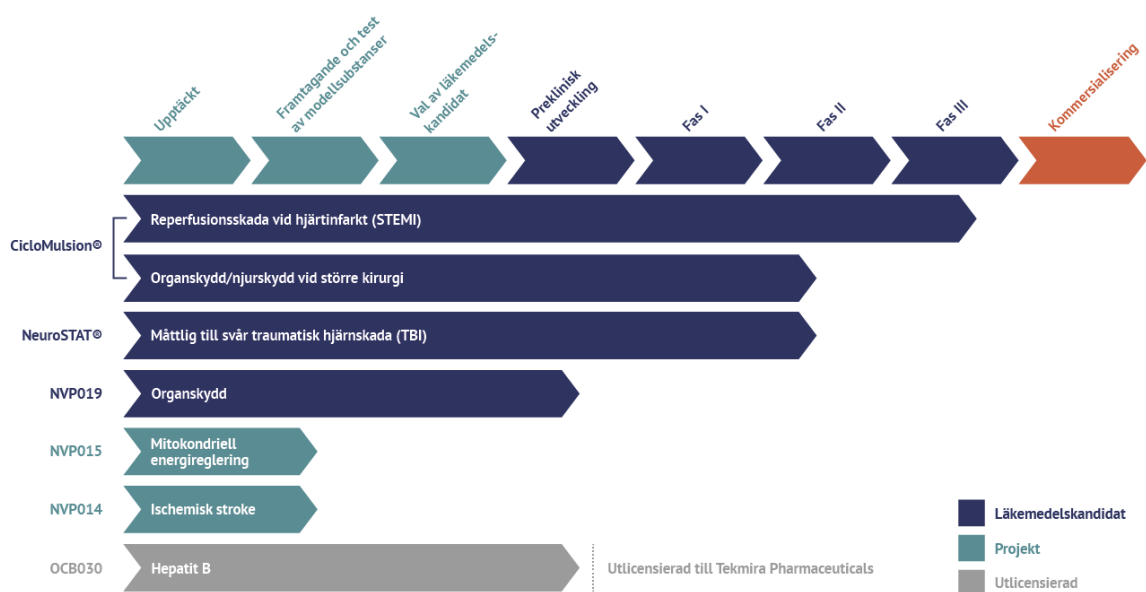 Upptäckt
Framtagande och test
av modellsubstanser
Val av läkemedels-
kandidat
Preklinisk
utveckling
Fas I
Fas II
Fas III
Kommersialisering
CicloMulsion®
Reperfusionsskada vid hjärtinfarkt (STEMI)
Organskydd/njurskydd vid större kirurgi
NeuroSTAT®
Måttlig till svår traumatisk hjärnskada (TBI)
NVP019
Organskydd
NVP015
Mitokondriell
energireglering
NVP014
Ischemisk stroke
OCB030
Hepatit B
Utlicensierad till Tekmira Pharmaceuticals
Läkemedelskandidat
Projekt
Utlicensierad